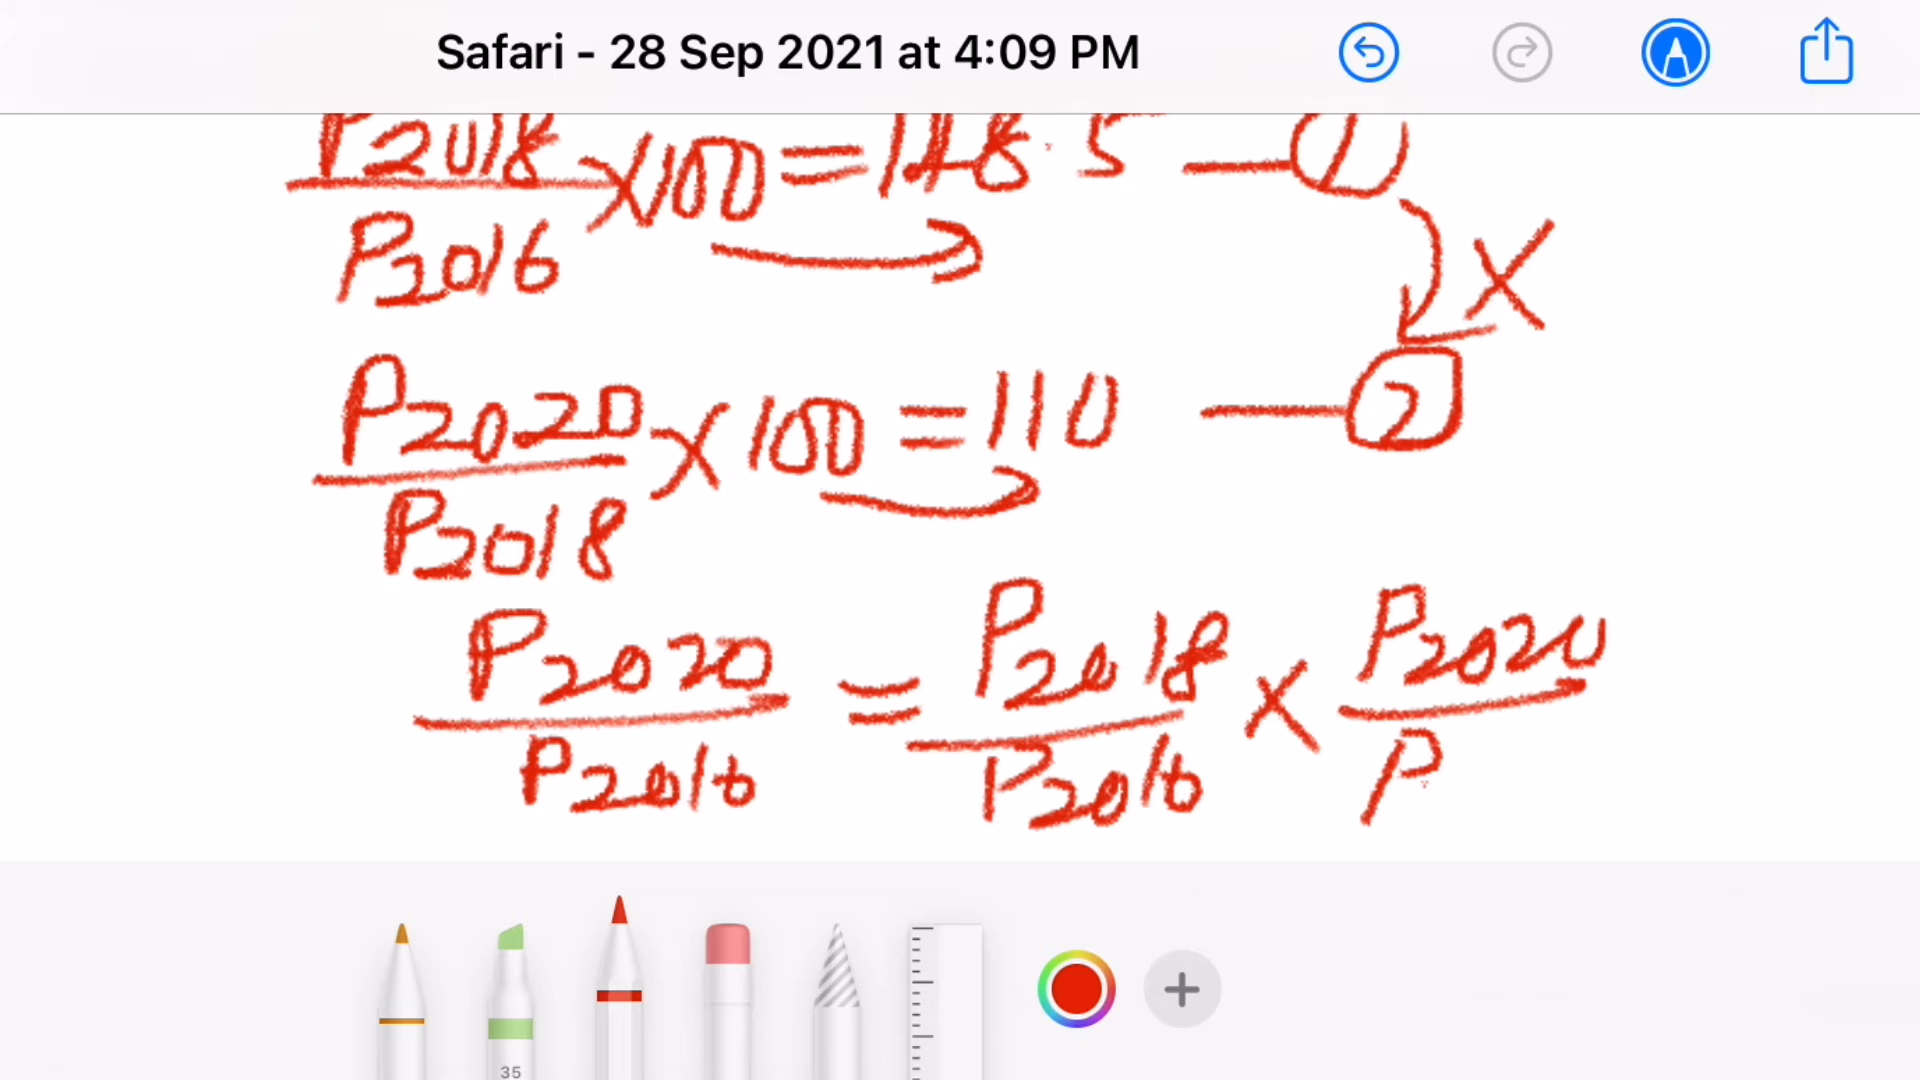 Safari - 28 Sep 2021 at 4:09 PM
P2018/P2016 × 100 = 118.5 — 1
×
P2020/P2018 × 100 = 110 — 2
P2020/P2016 = P2018/P2016 × P2020/P
35